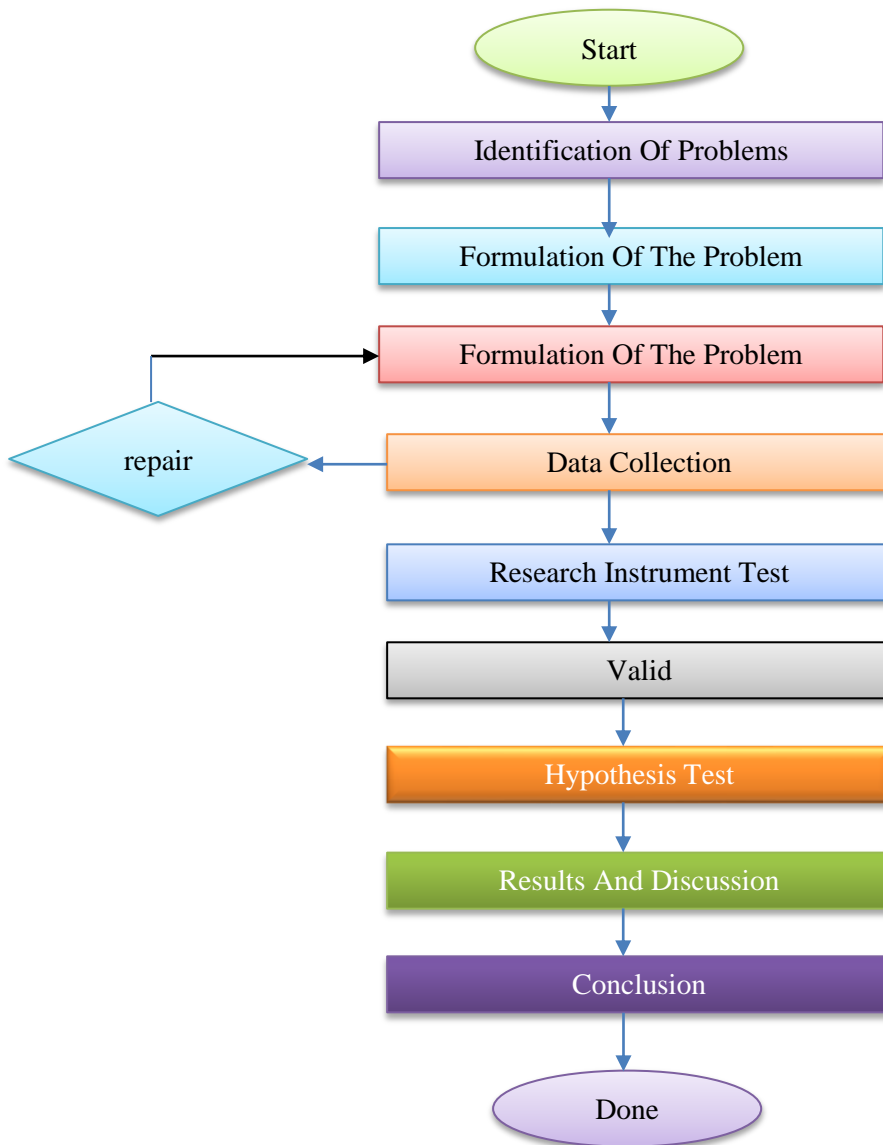 Start
Identification Of Problems
Formulation Of The Problem
Formulation Of The Problem
repair
Data Collection
Research Instrument Test
Valid
Hypothesis Test
Results And Discussion
Conclusion
Done